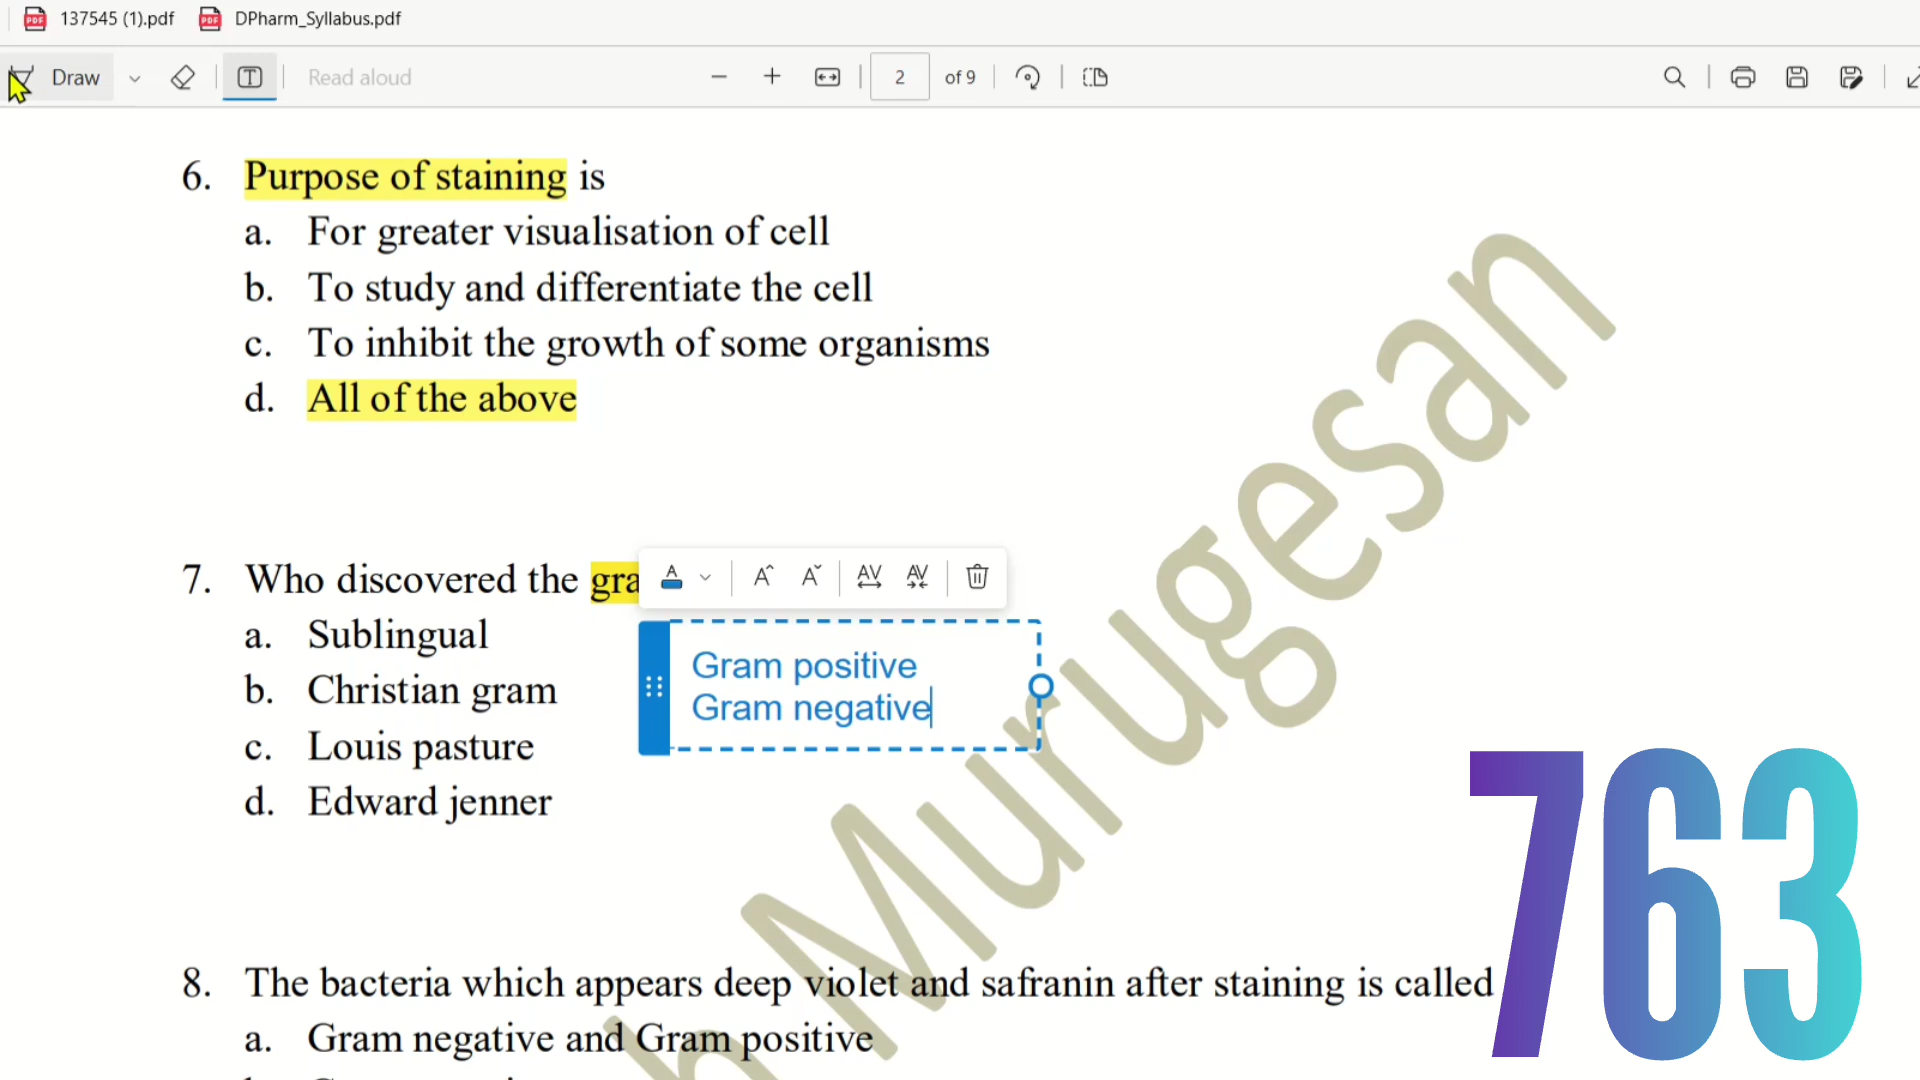 137545 (1).pdf
DPharm_Syllabus.pdf
Draw
T
Read aloud
2
of 9
6. Purpose of staining is
a. For greater visualisation of cell
b. To study and differentiate the cell
c. To inhibit the growth of some organisms
d. All of the above
7. Who discovered the gra
a. Sublingual
b. Christian gram
c. Louis pasture
d. Edward jenner
A A A AV AV
Gram positive
Gram negative
8. The bacteria which appears deep violet and safranin after staining is called
a. Gram negative and Gram positive
Murugesan
763